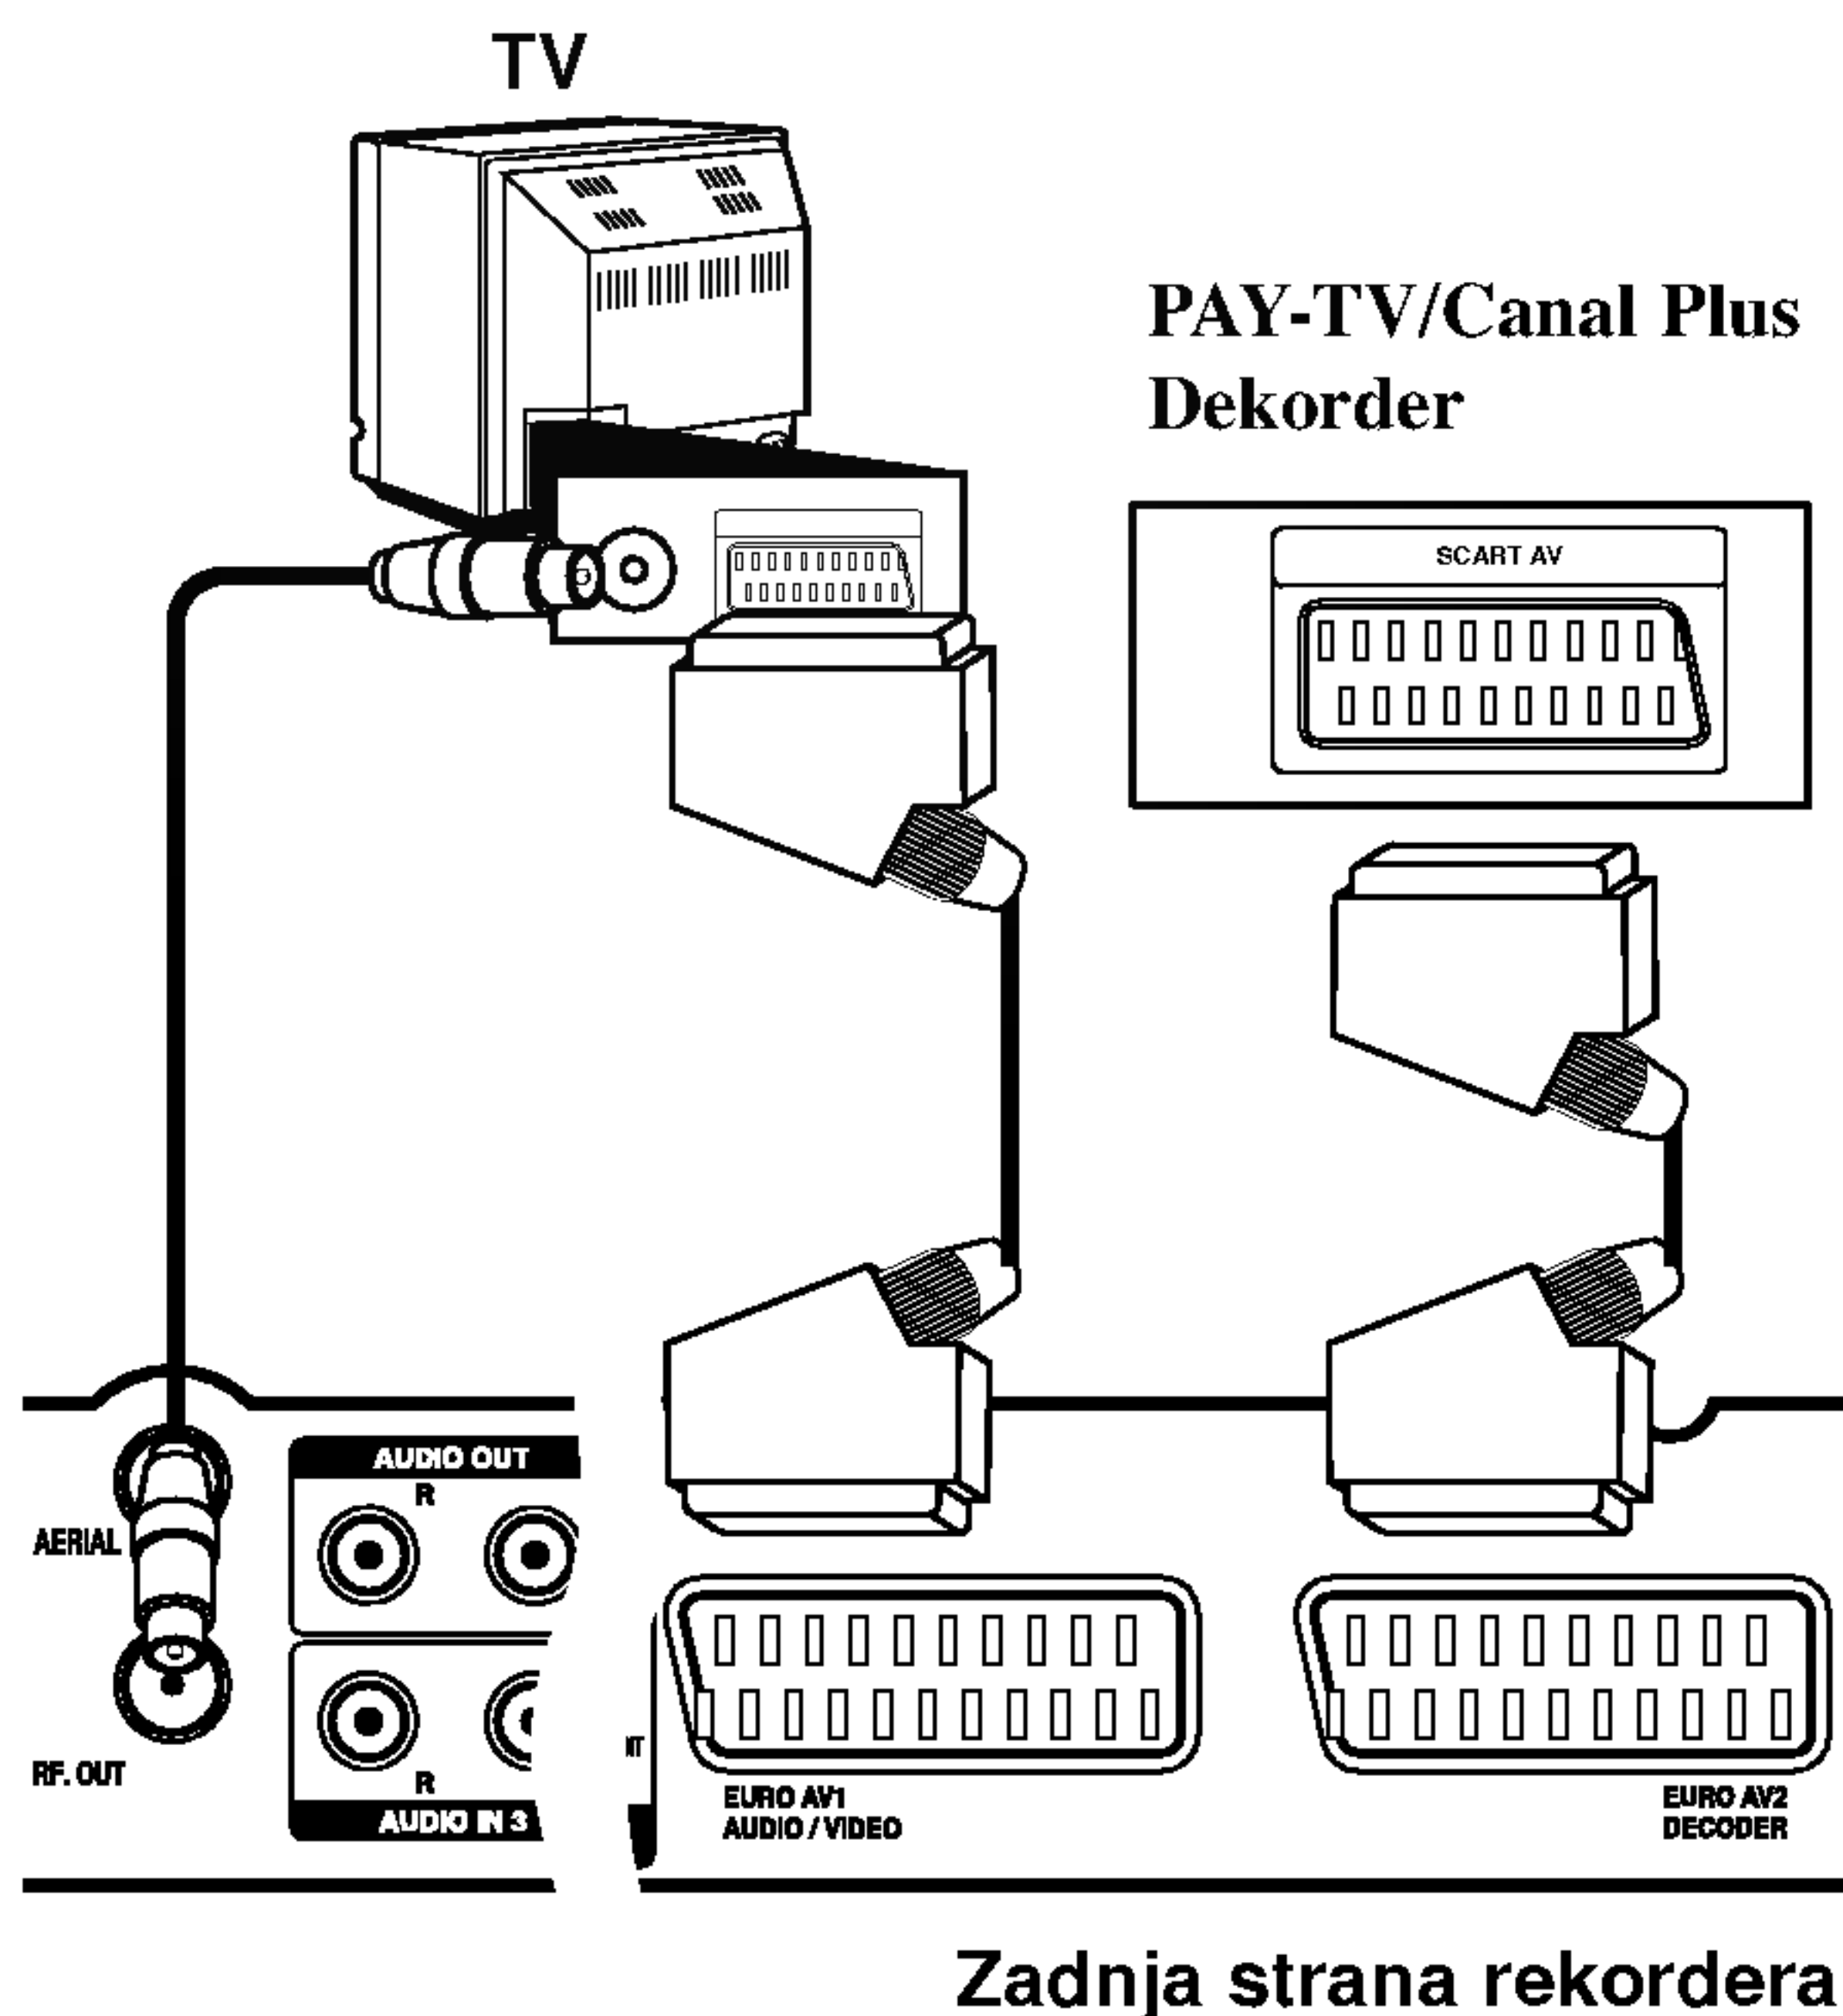 TV
PAY-TV/Canal Plus
Dekorder
SCART AV
AUDIO OUT
R
AERIAL
RF. OUT
R
AUDIO IN 3
EURO AV1
AUDIO / VIDEO
EURO AV2
DECODER
Zadnja strana rekordera